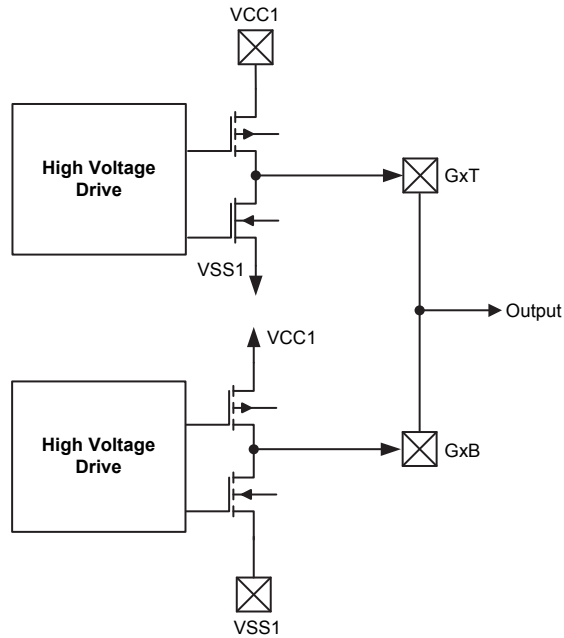 VCC1
High Voltage
Drive
GxT
VSS1
Output
VCC1
High Voltage
Drive
GxB
VSS1